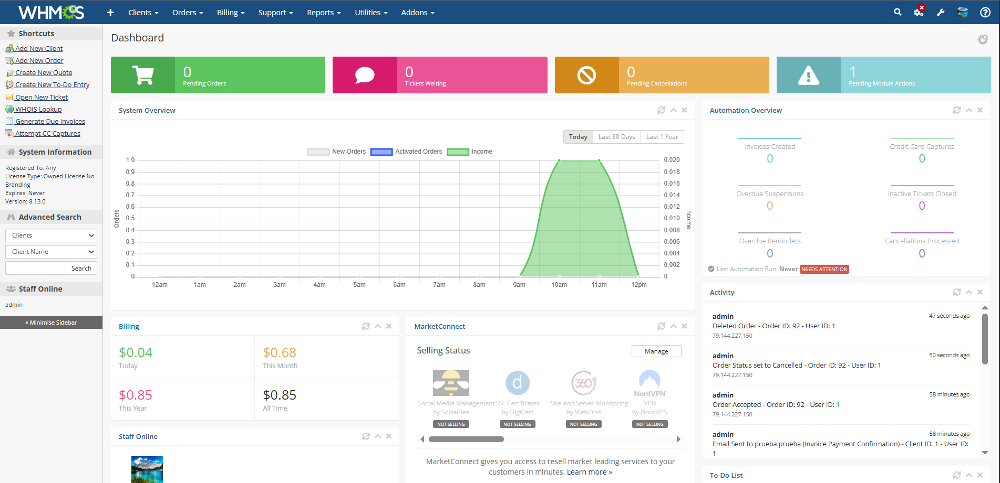 WHMCS
Clients
Orders
Billing
Support
Reports
Utilities
Addons
Shortcuts
Add New Client
Add New Order
Create New Quote
Create New To-Do Entry
Open New Ticket
WHOIS Lookup
Generate Due Invoices
Attempt CC Captures
System Information
Registered To: Any
License Type: Owned License No
Branding
Expires: Never
Version: 8.13.0
Advanced Search
Clients
Client Name
Search
Staff Online
admin
« Minimise Sidebar
Dashboard
0
Pending Orders
0
Tickets Waiting
0
Pending Cancellations
1
Pending Module Actions
System Overview
Today
Last 30 Days
Last 1 Year
New Orders
Activated Orders
Income
Orders
1.0
0.9
0.8
0.7
0.6
0.5
0.4
0.3
0.2
0.1
0
0.020
0.018
0.016
0.014
0.012
0.010
0.008
0.006
0.004
0.002
0
Income
12am
1am
2am
3am
4am
5am
6am
7am
8am
9am
10am
11am
12pm
Automation Overview
Invoices Created
0
Credit Card Captures
0
Overdue Suspensions
0
Inactive Tickets Closed
0
Overdue Reminders
0
Cancellations Processed
0
Last Automation Run: Never NEEDS ATTENTION
Billing
$0.04
Today
$0.68
This Month
$0.85
This Year
$0.85
All Time
Staff Online
MarketConnect
Selling Status
Manage
Social Media Management
by SocialBee
NOT SELLING
d
SSL Certificates
by DigiCert
NOT SELLING
360
Site and Server Monitoring
by WebPros
NOT SELLING
NordVPN
VPN
by NordVPN
NOT SELLING
MarketConnect gives you access to resell market leading services to your
customers in minutes. Learn more »
Activity
admin
47 seconds ago
Deleted Order - Order ID: 92 - User ID: 1
79.144.227.150
admin
50 seconds ago
Order Status set to Cancelled - Order ID: 92 - User ID: 1
79.144.227.150
admin
58 minutes ago
Order Accepted - Order ID: 92 - User ID: 1
79.144.227.150
admin
58 minutes ago
Email Sent to prueba prueba (Invoice Payment Confirmation) - Client ID: 1 - User ID:
1
To-Do List